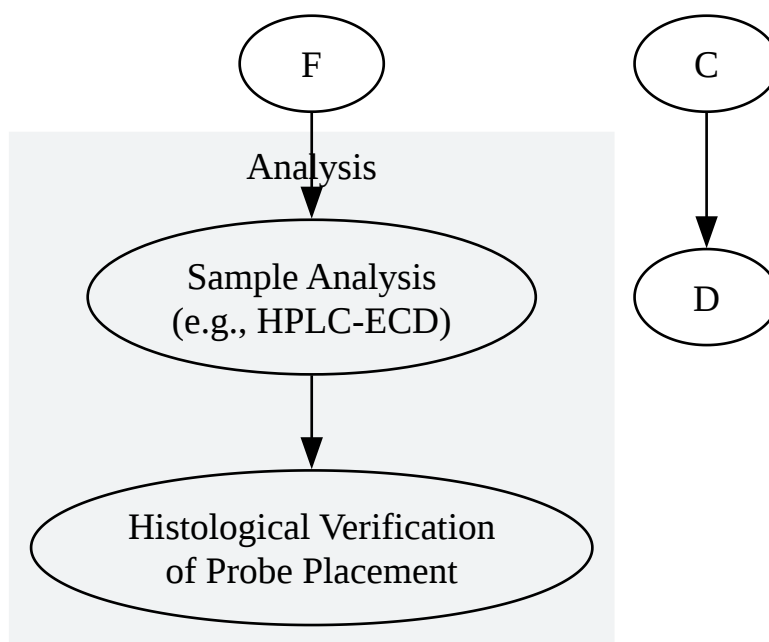 F
C
Analysis
Sample Analysis
(e.g., HPLC-ECD)
D
Histological Verification
of Probe Placement